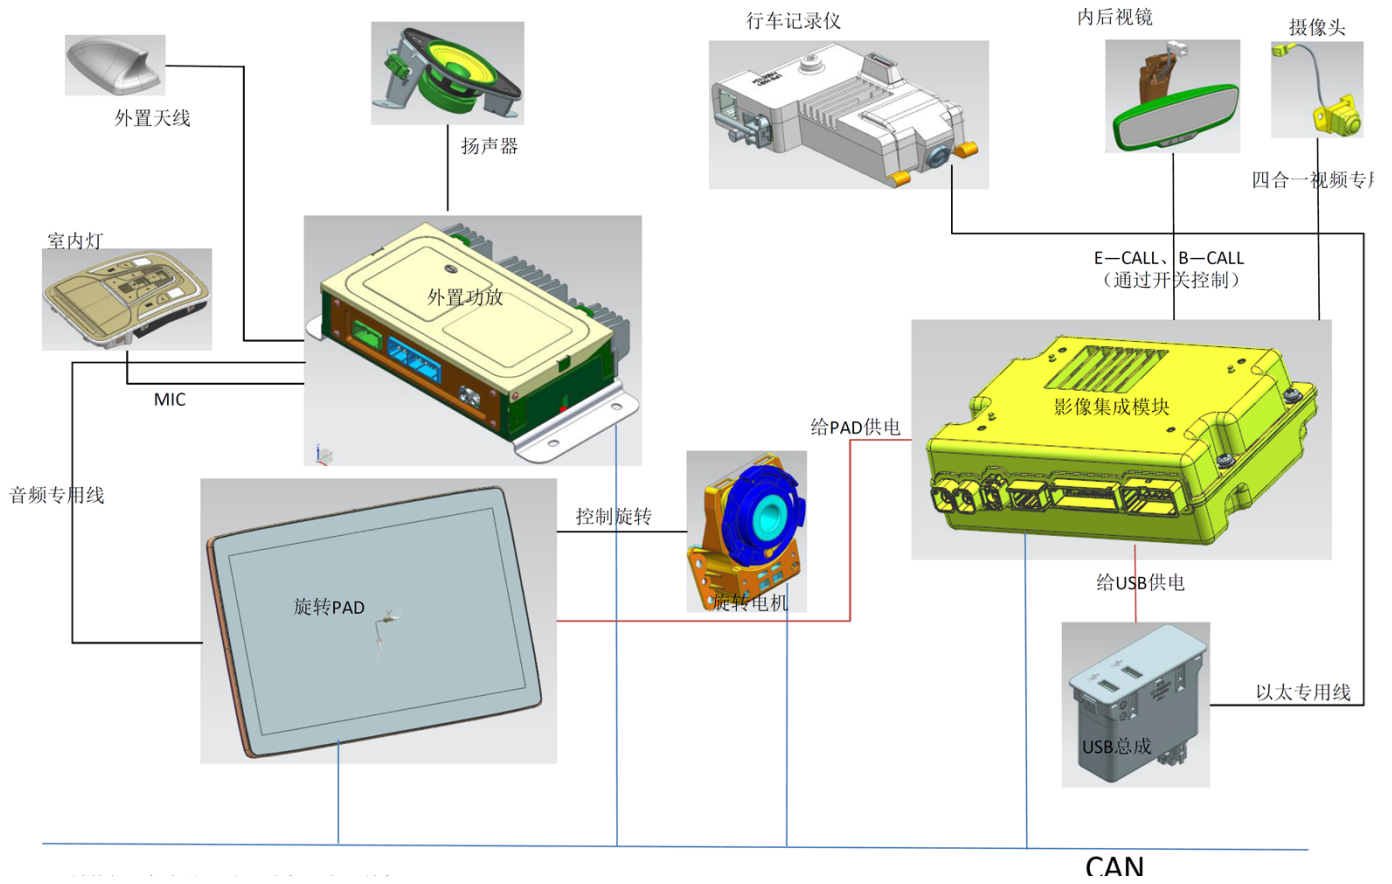 行车记录仪
内后视镜
摄像头
外置天线
扬声器
四合一视频专用
室内灯
E—CALL、B—CALL
（通过开关控制）
外置功放
MIC
影像集成模块
给PAD供电
音频专用线
控制旋转
给USB供电
旋转PAD
旋转电机
以太专用线
USB总成
CAN